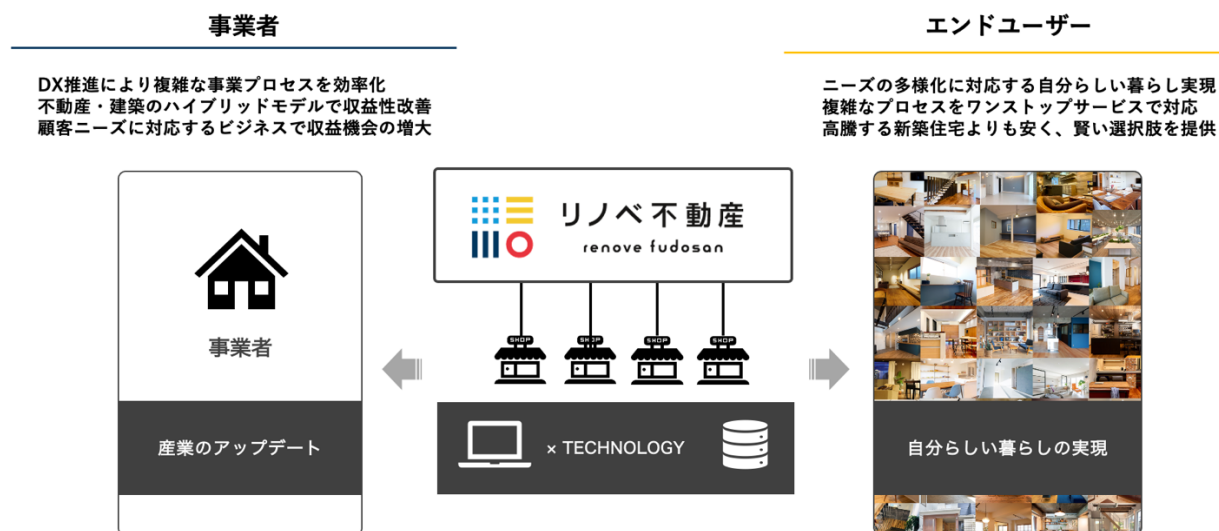 事業者
DX推進により複雑な事業プロセスを効率化
不動産・建築のハイブリッドモデルで収益性改善
顧客ニーズに対応するビジネスで収益機会の増大
事業者
産業のアップデート
リノベ不動産
renove fudosan
SHOP
SHOP
SHOP
SHOP
× TECHNOLOGY
エンドユーザー
ニーズの多様化に対応する自分らしい暮らし実現
複雑なプロセスをワンストップサービスで対応
高騰する新築住宅よりも安く、賢い選択肢を提供
自分らしい暮らしの実現